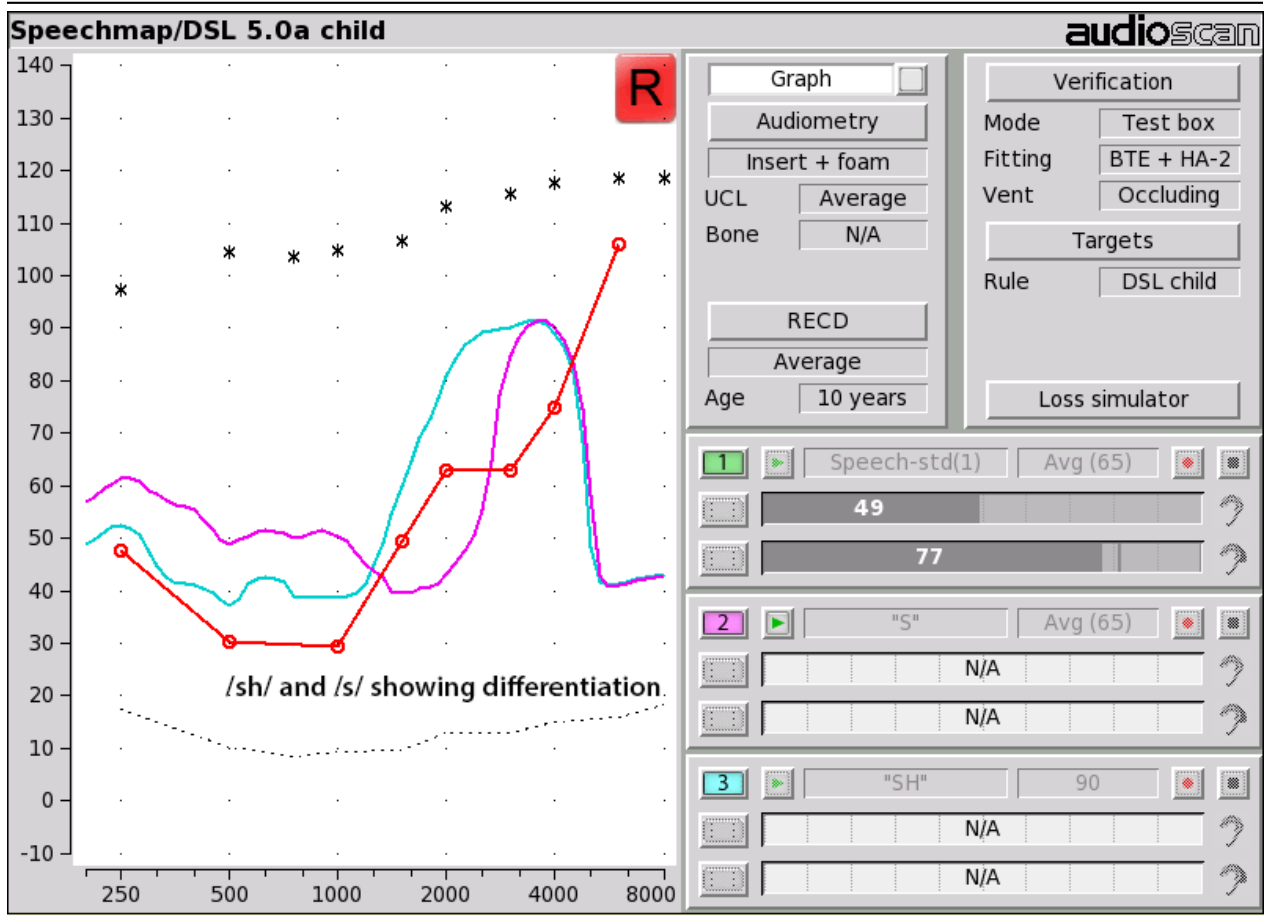 Speechmap/DSL 5.0a child
audioscan
140
130
120
110
100
90
80
70
60
50
40
30
20
10
0
-10
R
/sh/ and /s/ showing differentiation
250 500 1000 2000 4000 8000
Graph
Audiometry
Insert + foam
UCL Average
Bone N/A
RECD
Average
Age 10 years
Verification
Mode Test box
Fitting BTE + HA-2
Vent Occluding
Targets
Rule DSL child
Loss simulator
1 Speech-std(1) Avg (65)
49
77
2 "S" Avg (65)
N/A
N/A
3 "SH" 90
N/A
N/A